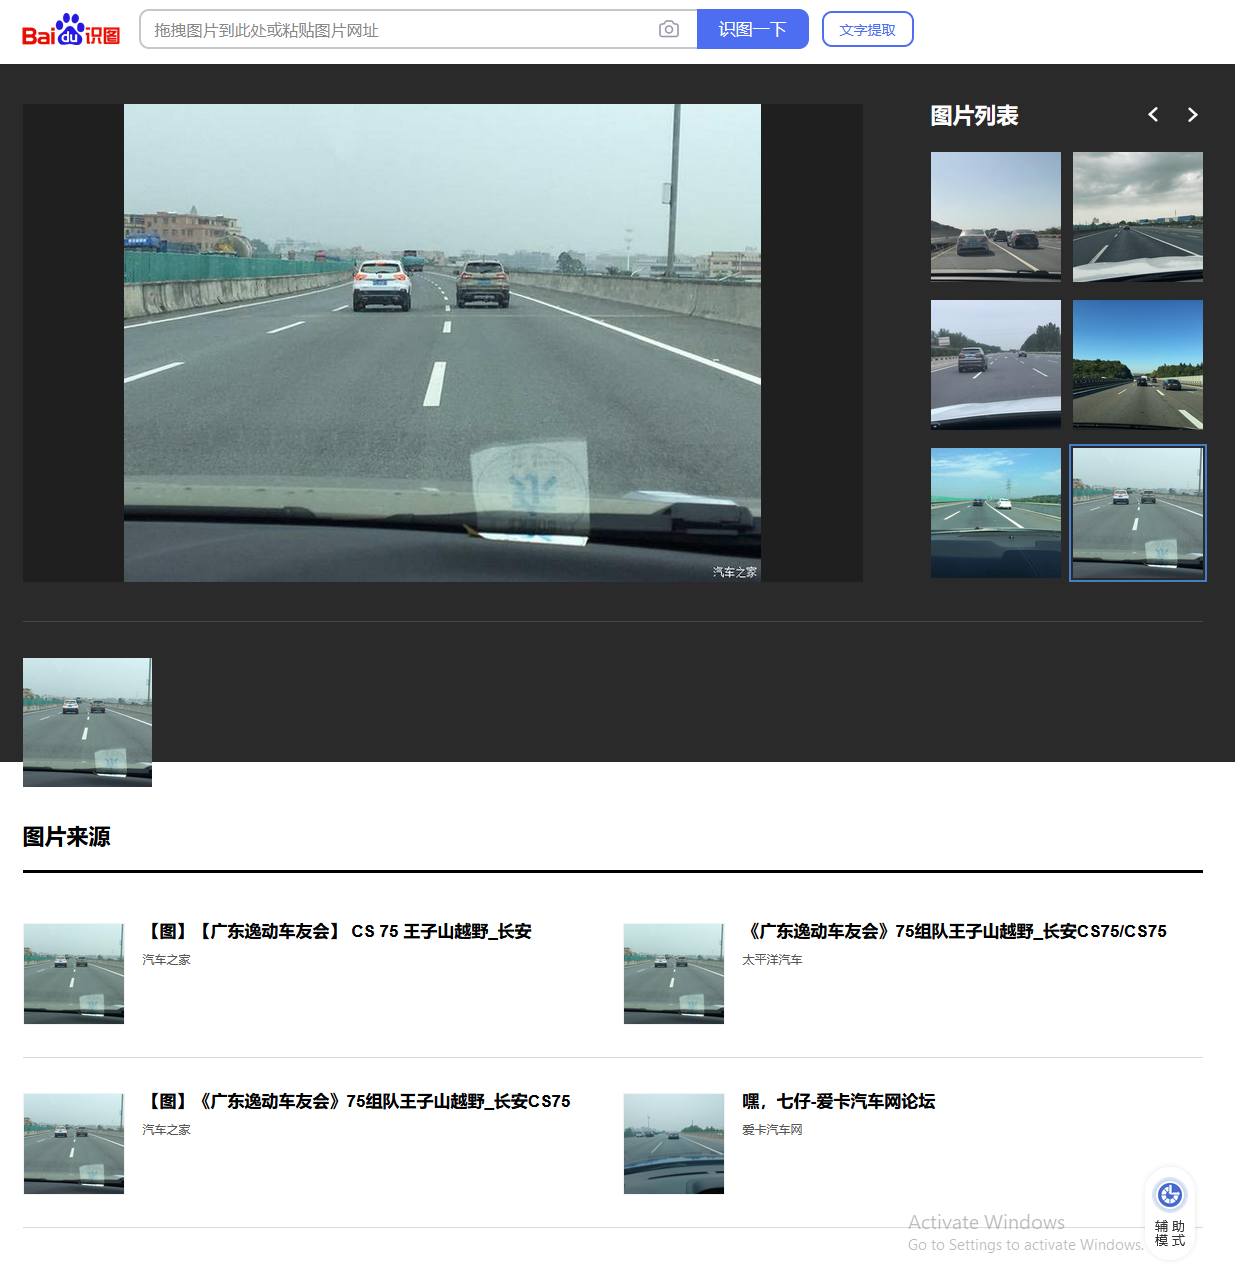 Bai du 识图
拖拽图片到此处或粘贴图片网址
识图一下
文字提取
图片列表
汽车之家
图片来源
【图】【广东逸动车友会】 CS 75 王子山越野_长安
汽车之家
《广东逸动车友会》75组队王子山越野_长安CS75/CS75
太平洋汽车
【图】《广东逸动车友会》75组队王子山越野_长安CS75
汽车之家
嘿，七仔-爱卡汽车网论坛
爱卡汽车网
Activate Windows
Go to Settings to activate Windows.
辅助
模式